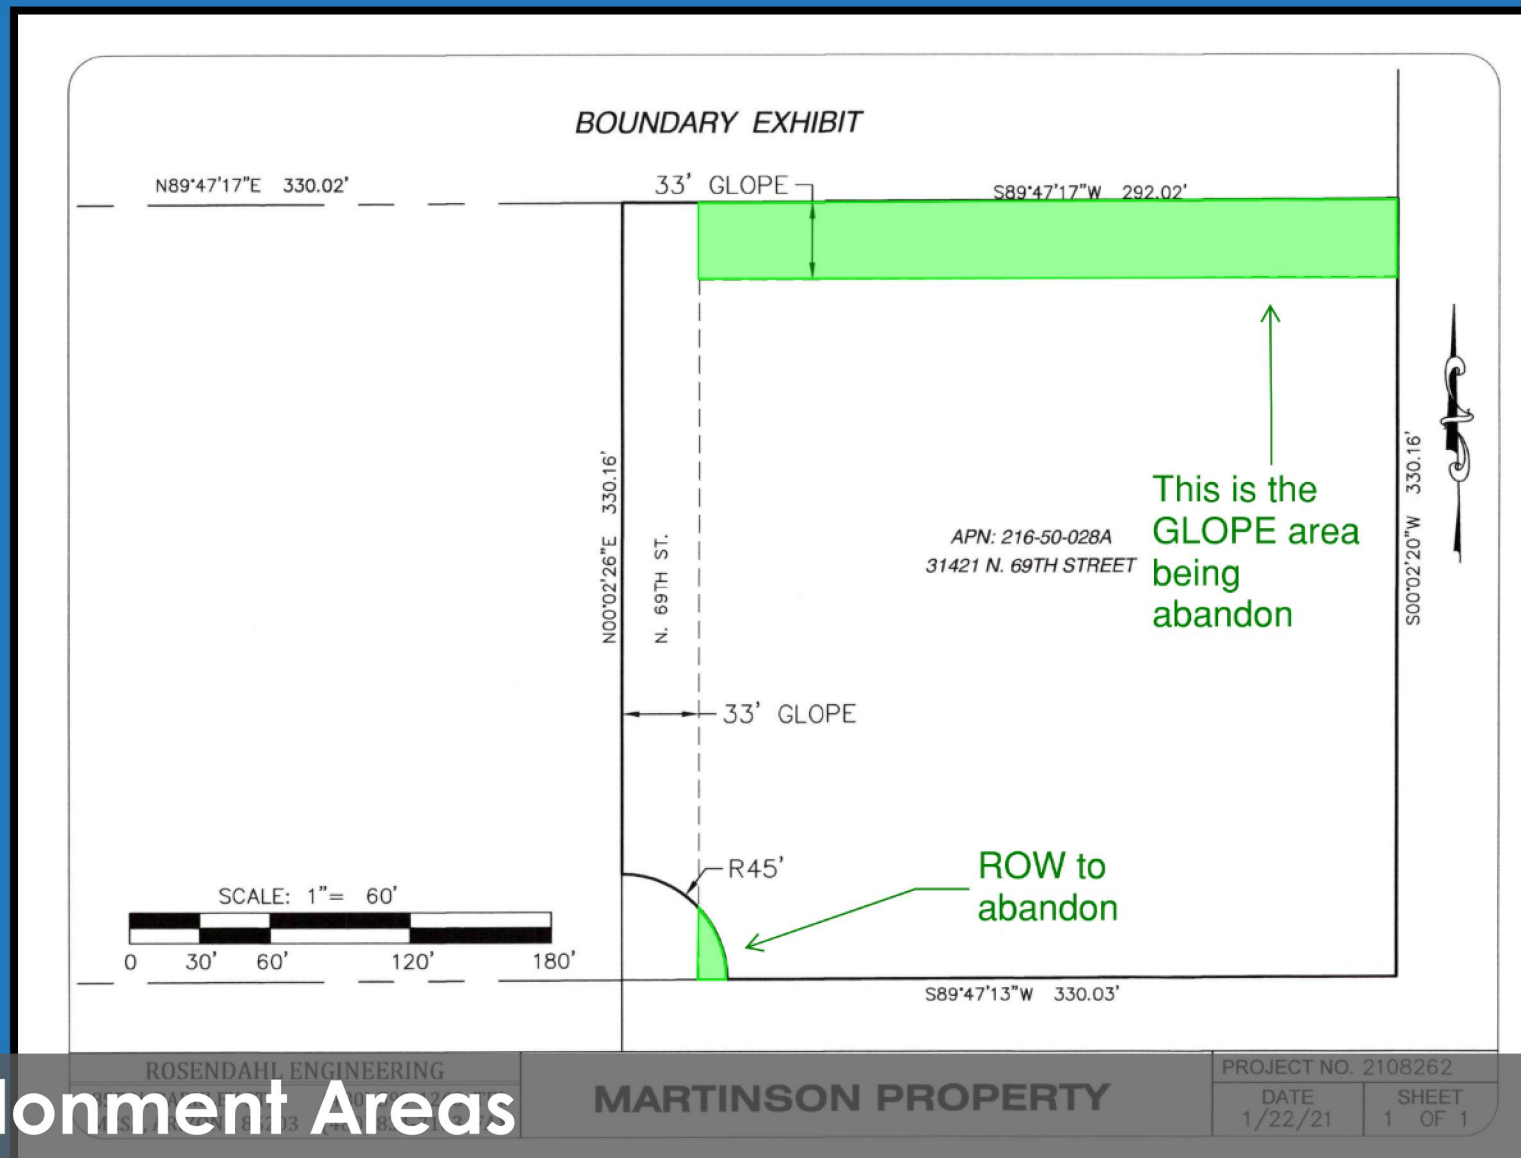 BOUNDARY EXHIBIT
N89°47'17"E 330.02'
33' GLOPE
S89°47'17"W 292.02'
N00°02'26"E 330.16'
N. 69TH ST.
APN: 216-50-028A
31421 N. 69TH STREET
This is the
GLOPE area
being
abandon
S00°02'20"W 330.16'
33' GLOPE
R45'
ROW to
abandon
SCALE: 1"= 60'
0 30' 60' 120' 180'
S89°47'13"W 330.03'
ROSENDAHL ENGINEERING
donment Areas
MARTINSON PROPERTY
PROJECT NO. 2108262
DATE
1/22/21
SHEET
1 OF 1